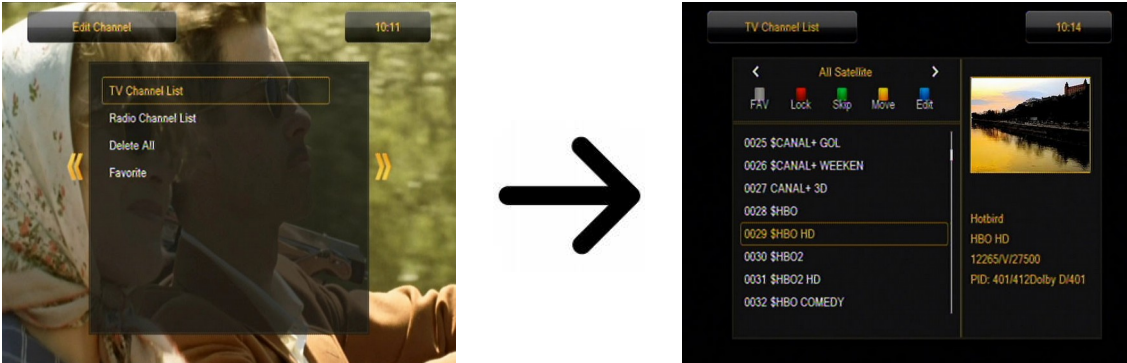 Edit Channel
10:11
TV Channel List
Radio Channel List
Delete All
Favorite
TV Channel List
10:14
All Satellite
FAV Lock Skip Move Edit
0025 $CANAL+ GOL
0026 $CANAL+ WEEKEN
0027 CANAL+ 3D
0028 $HBO
0029 $HBO HD
0030 $HBO2
0031 $HBO2 HD
0032 $HBO COMEDY
Hotbird
HBO HD
12265/V/27500
PID: 401/412Dolby D/401